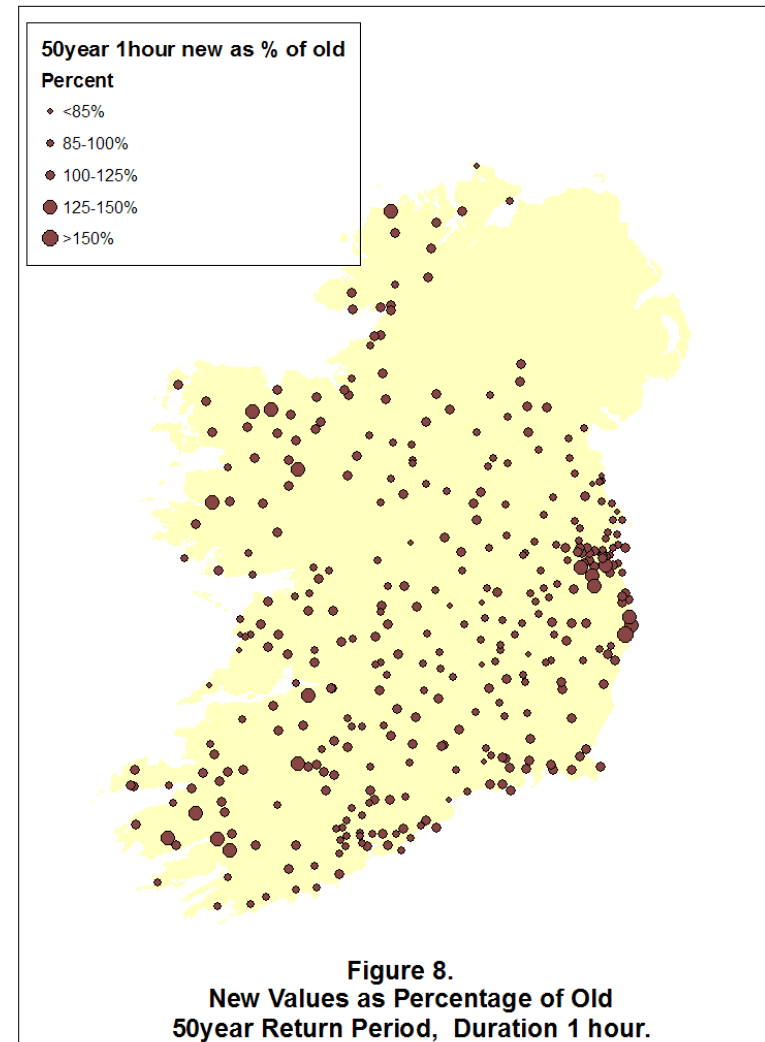 50year 1hour new as % of old
Percent
<85%
85-100%
100-125%
125-150%
>150%
Figure 8.
New Values as Percentage of Old
50year Return Period, Duration 1 hour.